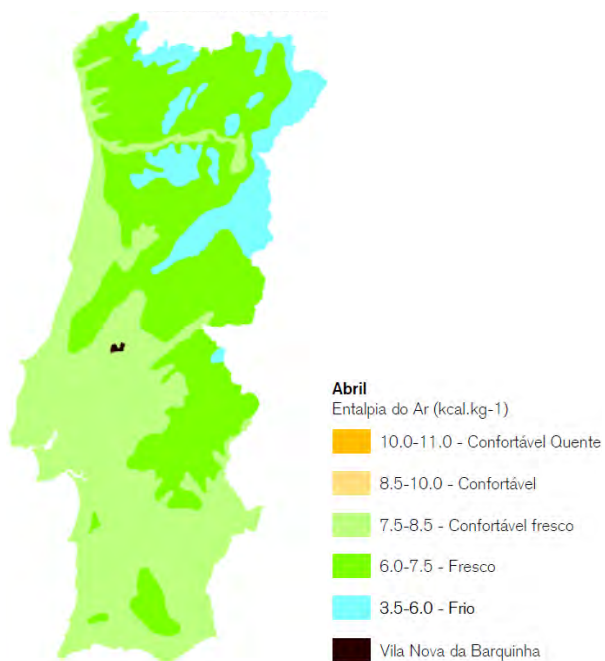 Abril
Entalpia do Ar (kcal.kg-1)
10.0-11.0 - Confortável Quente
8.5-10.0 - Confortável
7.5-8.5 - Confortável fresco
6.0-7.5 - Fresco
3.5-6.0 - Frio
Vila Nova da Barquinha